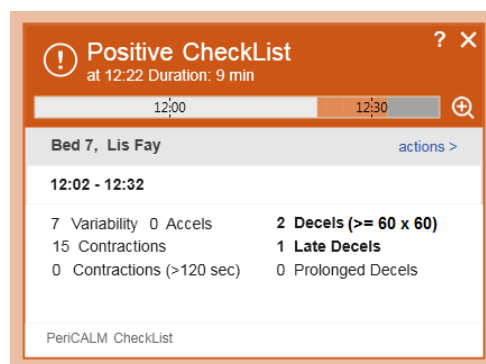 Positive CheckList
? X
at 12:22 Duration: 9 min
12:00 12:30
Bed 7, Lis Fay actions >
12:02 - 12:32
7 Variability 0 Accels 2 Decels (>= 60 x 60)
15 Contractions 1 Late Decels
0 Contractions (>120 sec) 0 Prolonged Decels
PeriCALM CheckList